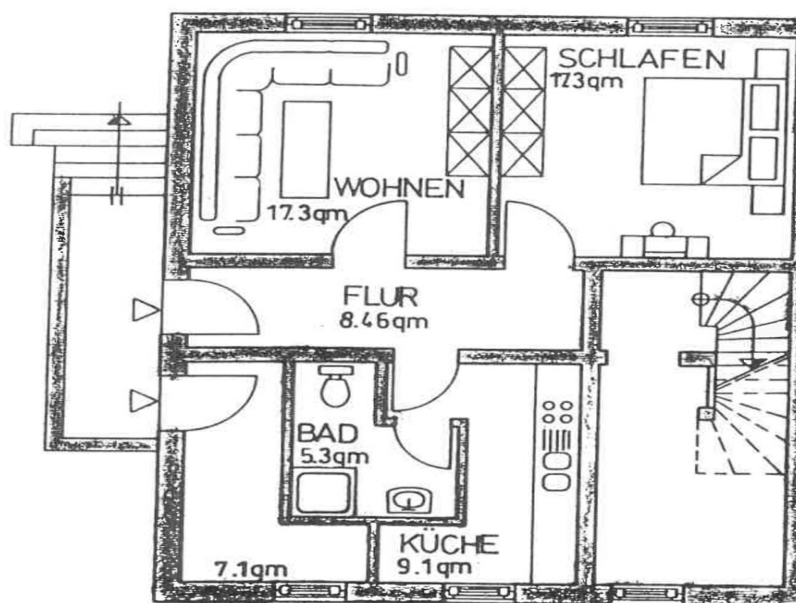 SCHLAFEN
17.3qm
WOHNEN
17.3qm
FLUR
8.46qm
BAD
5.3qm
KÜCHE
9.1qm
7.1qm